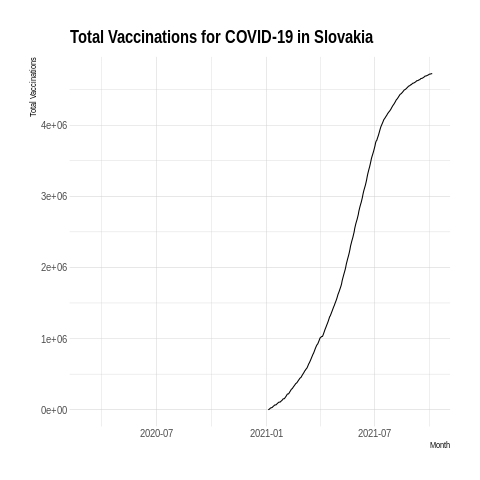 Total Vaccinations for COVID-19 in Slovakia
Total Vaccinations
4e+06
3e+06
2e+06
1e+06
0e+00
2020-07
2021-01
2021-07
Month